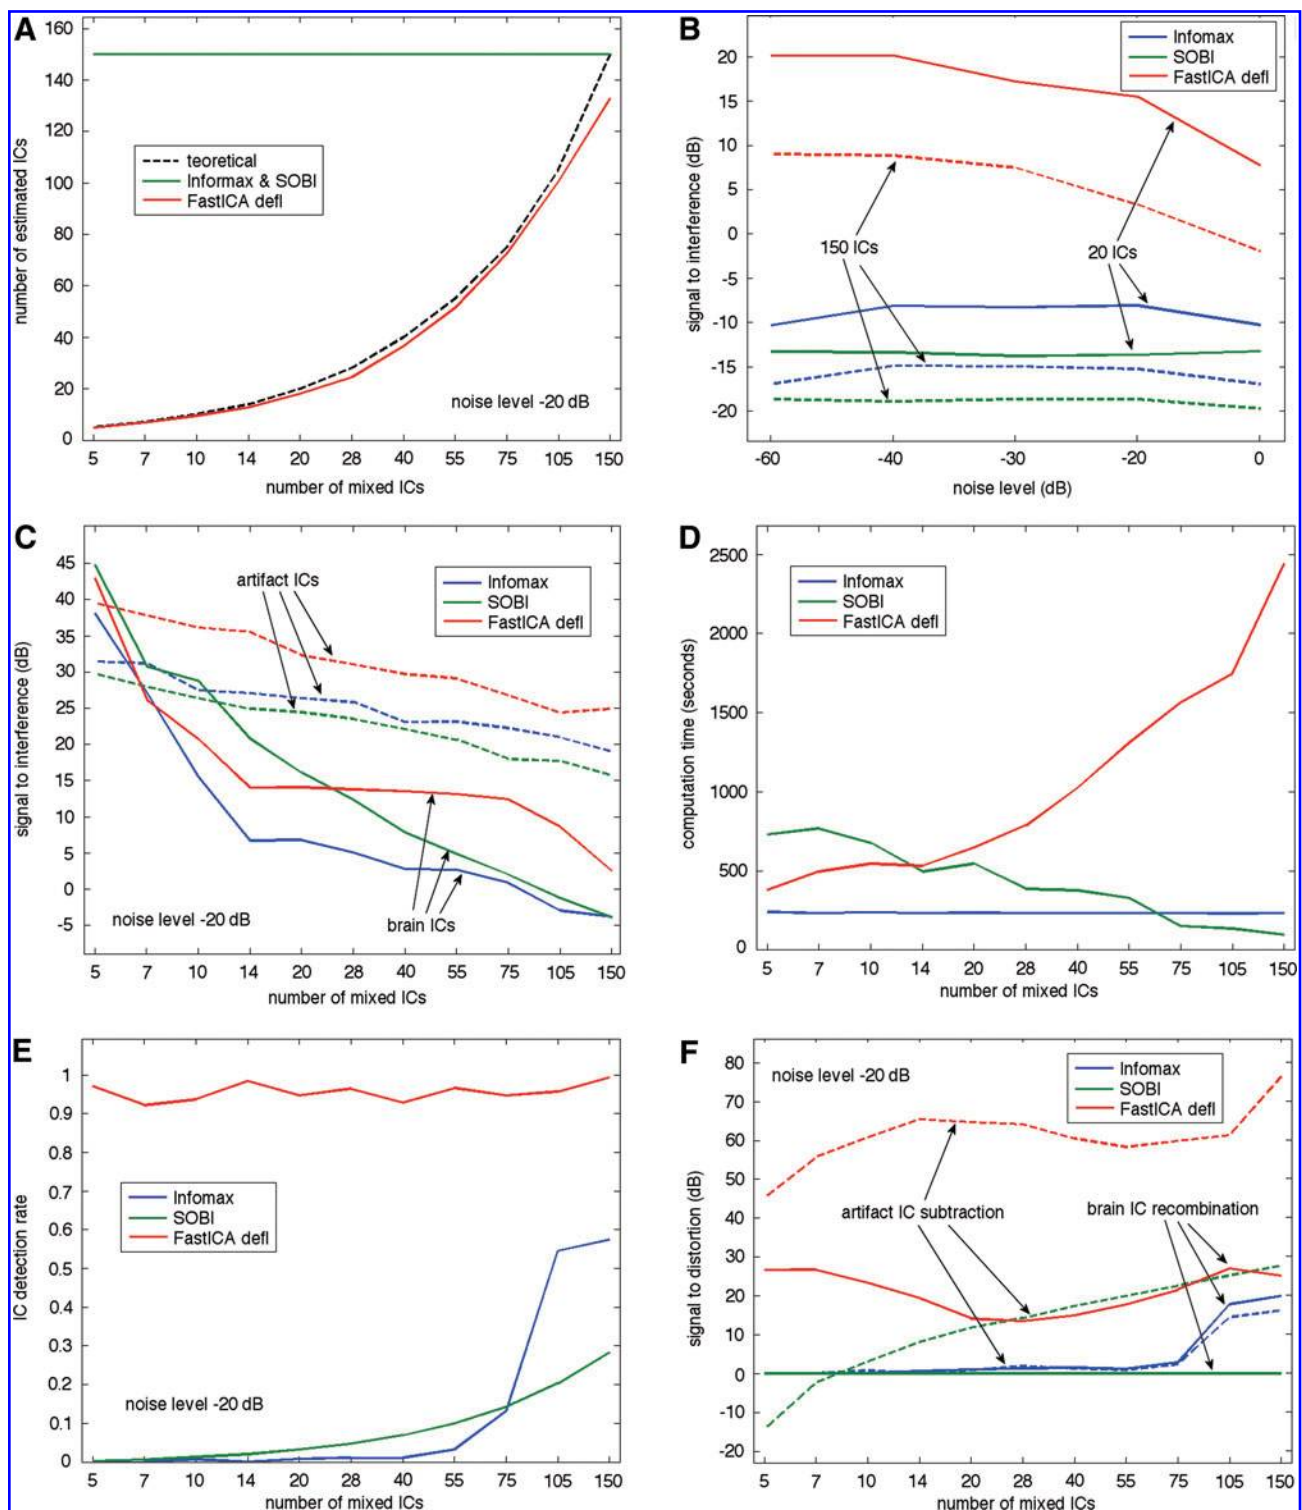 A
160
140
120
100
80
60
40
20
0
number of estimated ICs
teoretical
Informax & SOBI
FastICA defl
noise level -20 dB
5 7 10 14 20 28 40 55 75 105 150
number of mixed ICs
B
20
15
10
5
0
-5
-10
-15
-20
signal to interference (dB)
Infomax
SOBI
FastICA defl
150 ICs
20 ICs
-60 -40 -30 -20 0
noise level (dB)
C
45
40
35
30
25
20
15
10
5
0
-5
signal to interference (dB)
artifact ICs
Infomax
SOBI
FastICA defl
noise level -20 dB
brain ICs
5 7 10 14 20 28 40 55 75 105 150
number of mixed ICs
D
2500
2000
1500
1000
500
0
computation time (seconds)
Infomax
SOBI
FastICA defl
5 7 10 14 20 28 40 55 75 105 150
number of mixed ICs
E
1
0.9
0.8
0.7
0.6
0.5
0.4
0.3
0.2
0.1
0
IC detection rate
Infomax
SOBI
FastICA defl
noise level -20 dB
5 7 10 14 20 28 40 55 75 105 150
number of mixed ICs
F
80
70
60
50
40
30
20
10
0
-10
-20
signal to distortion (dB)
noise level -20 dB
Infomax
SOBI
FastICA defl
artifact IC subtraction
brain IC recombination
5 7 10 14 20 28 40 55 75 105 150
number of mixed ICs